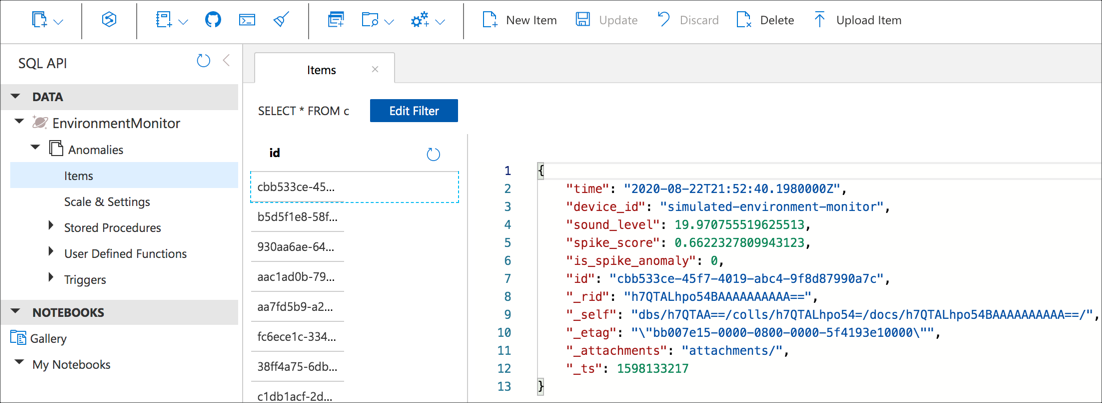 New Item
Update
Discard
Delete
Upload Item
SQL API
DATA
EnvironmentMonitor
Anomalies
Items
Scale & Settings
Stored Procedures
User Defined Functions
Triggers
NOTEBOOKS
Gallery
My Notebooks
Items
SELECT * FROM c
Edit Filter
id
cbb533ce-45...
b5d5f1e8-58f...
930aa6ae-64...
aac1ad0b-79...
aa7fd5b9-a2...
fc6ece1c-334...
38ff4a75-6db...
c1db1acf-2d...
1 {
2 "time": "2020-08-22T21:52:40.1980000Z",
3 "device_id": "simulated-environment-monitor",
4 "sound_level": 19.970755519625513,
5 "spike_score": 0.6622327809943123,
6 "is_spike_anomaly": 0,
7 "id": "cbb533ce-45f7-4019-abc4-9f8d87990a7c",
8 "_rid": "h7QTALhpo54BAAAAAAAAAA==",
9 "_self": "dbs/h7QTAA==/colls/h7QTALhpo54=/docs/h7QTALhpo54BAAAAAAAAAA==/",
10 "_etag": "\"bb007e15-0000-0800-0000-5f4193e10000\"",
11 "_attachments": "attachments/",
12 "_ts": 1598133217
13 }